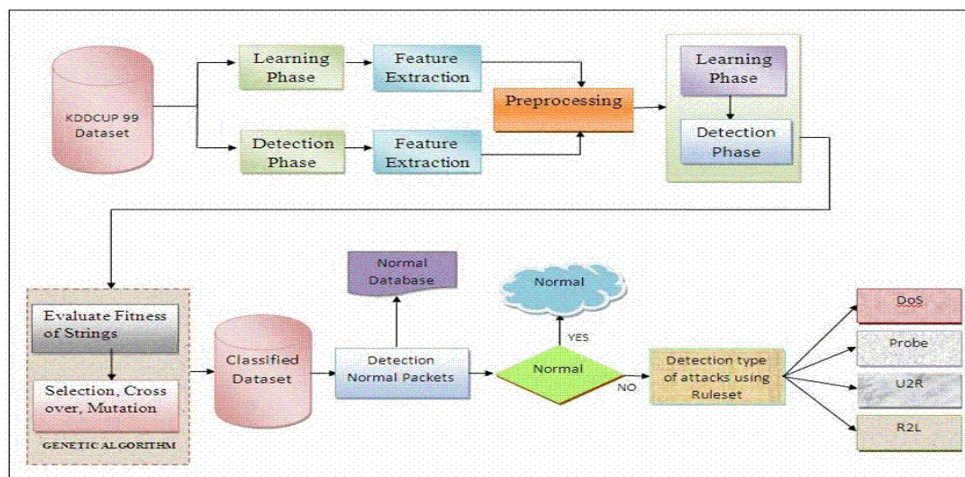 KDDCUP 99
Dataset
Learning
Phase
Feature
Extraction
Detection
Phase
Feature
Extraction
Preprocessing
Learning
Phase
Detection
Phase
Evaluate Fitness
of Strings
Selection, Cross
over, Mutation
GENETIC ALGORITHM
Classified
Dataset
Normal
Database
Detection
Normal Packets
Normal
YES
Normal
NO
Detection type
of attacks using
Ruleset
DoS
Probe
U2R
R2L